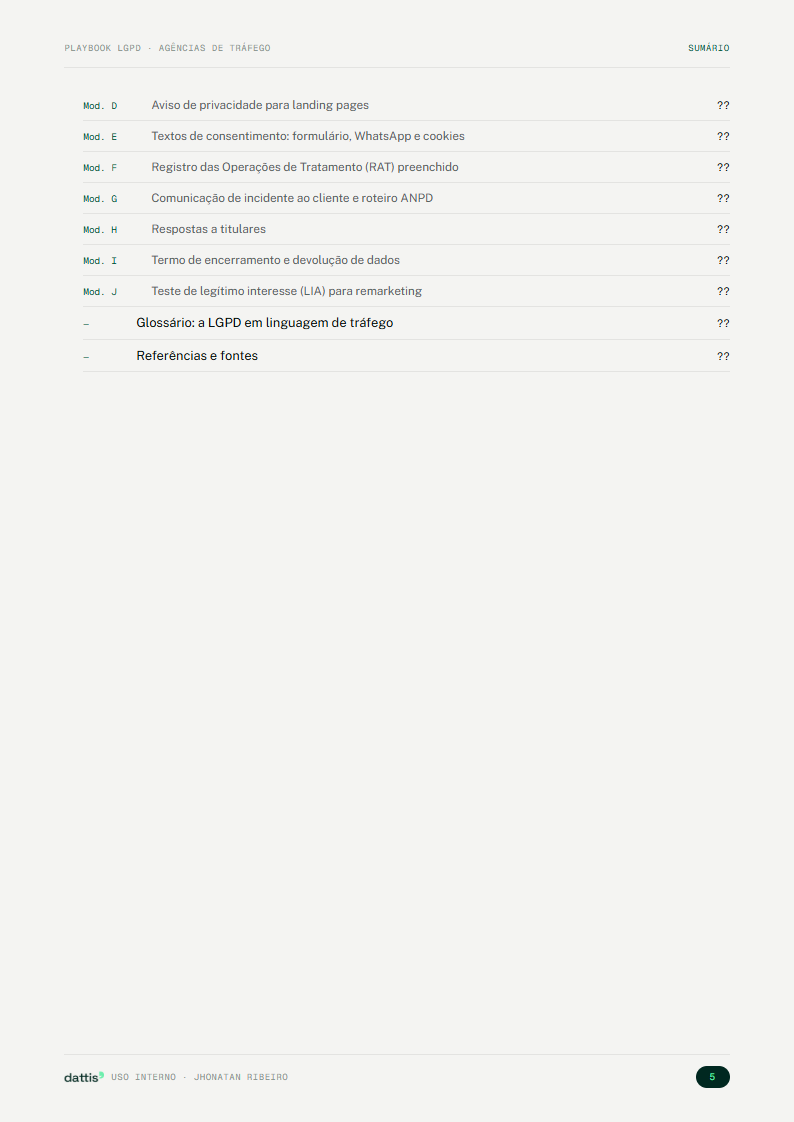 PLAYBOOK LGPD · AGÊNCIAS DE TRÁFEGO SUMÁRIO
Mod. D Aviso de privacidade para landing pages ??
Mod. E Textos de consentimento: formulário, WhatsApp e cookies ??
Mod. F Registro das Operações de Tratamento (RAT) preenchido ??
Mod. G Comunicação de incidente ao cliente e roteiro ANPD ??
Mod. H Respostas a titulares ??
Mod. I Termo de encerramento e devolução de dados ??
Mod. J Teste de legítimo interesse (LIA) para remarketing ??
– Glossário: a LGPD em linguagem de tráfego ??
– Referências e fontes ??
dattis USO INTERNO · JHONATAN RIBEIRO 5